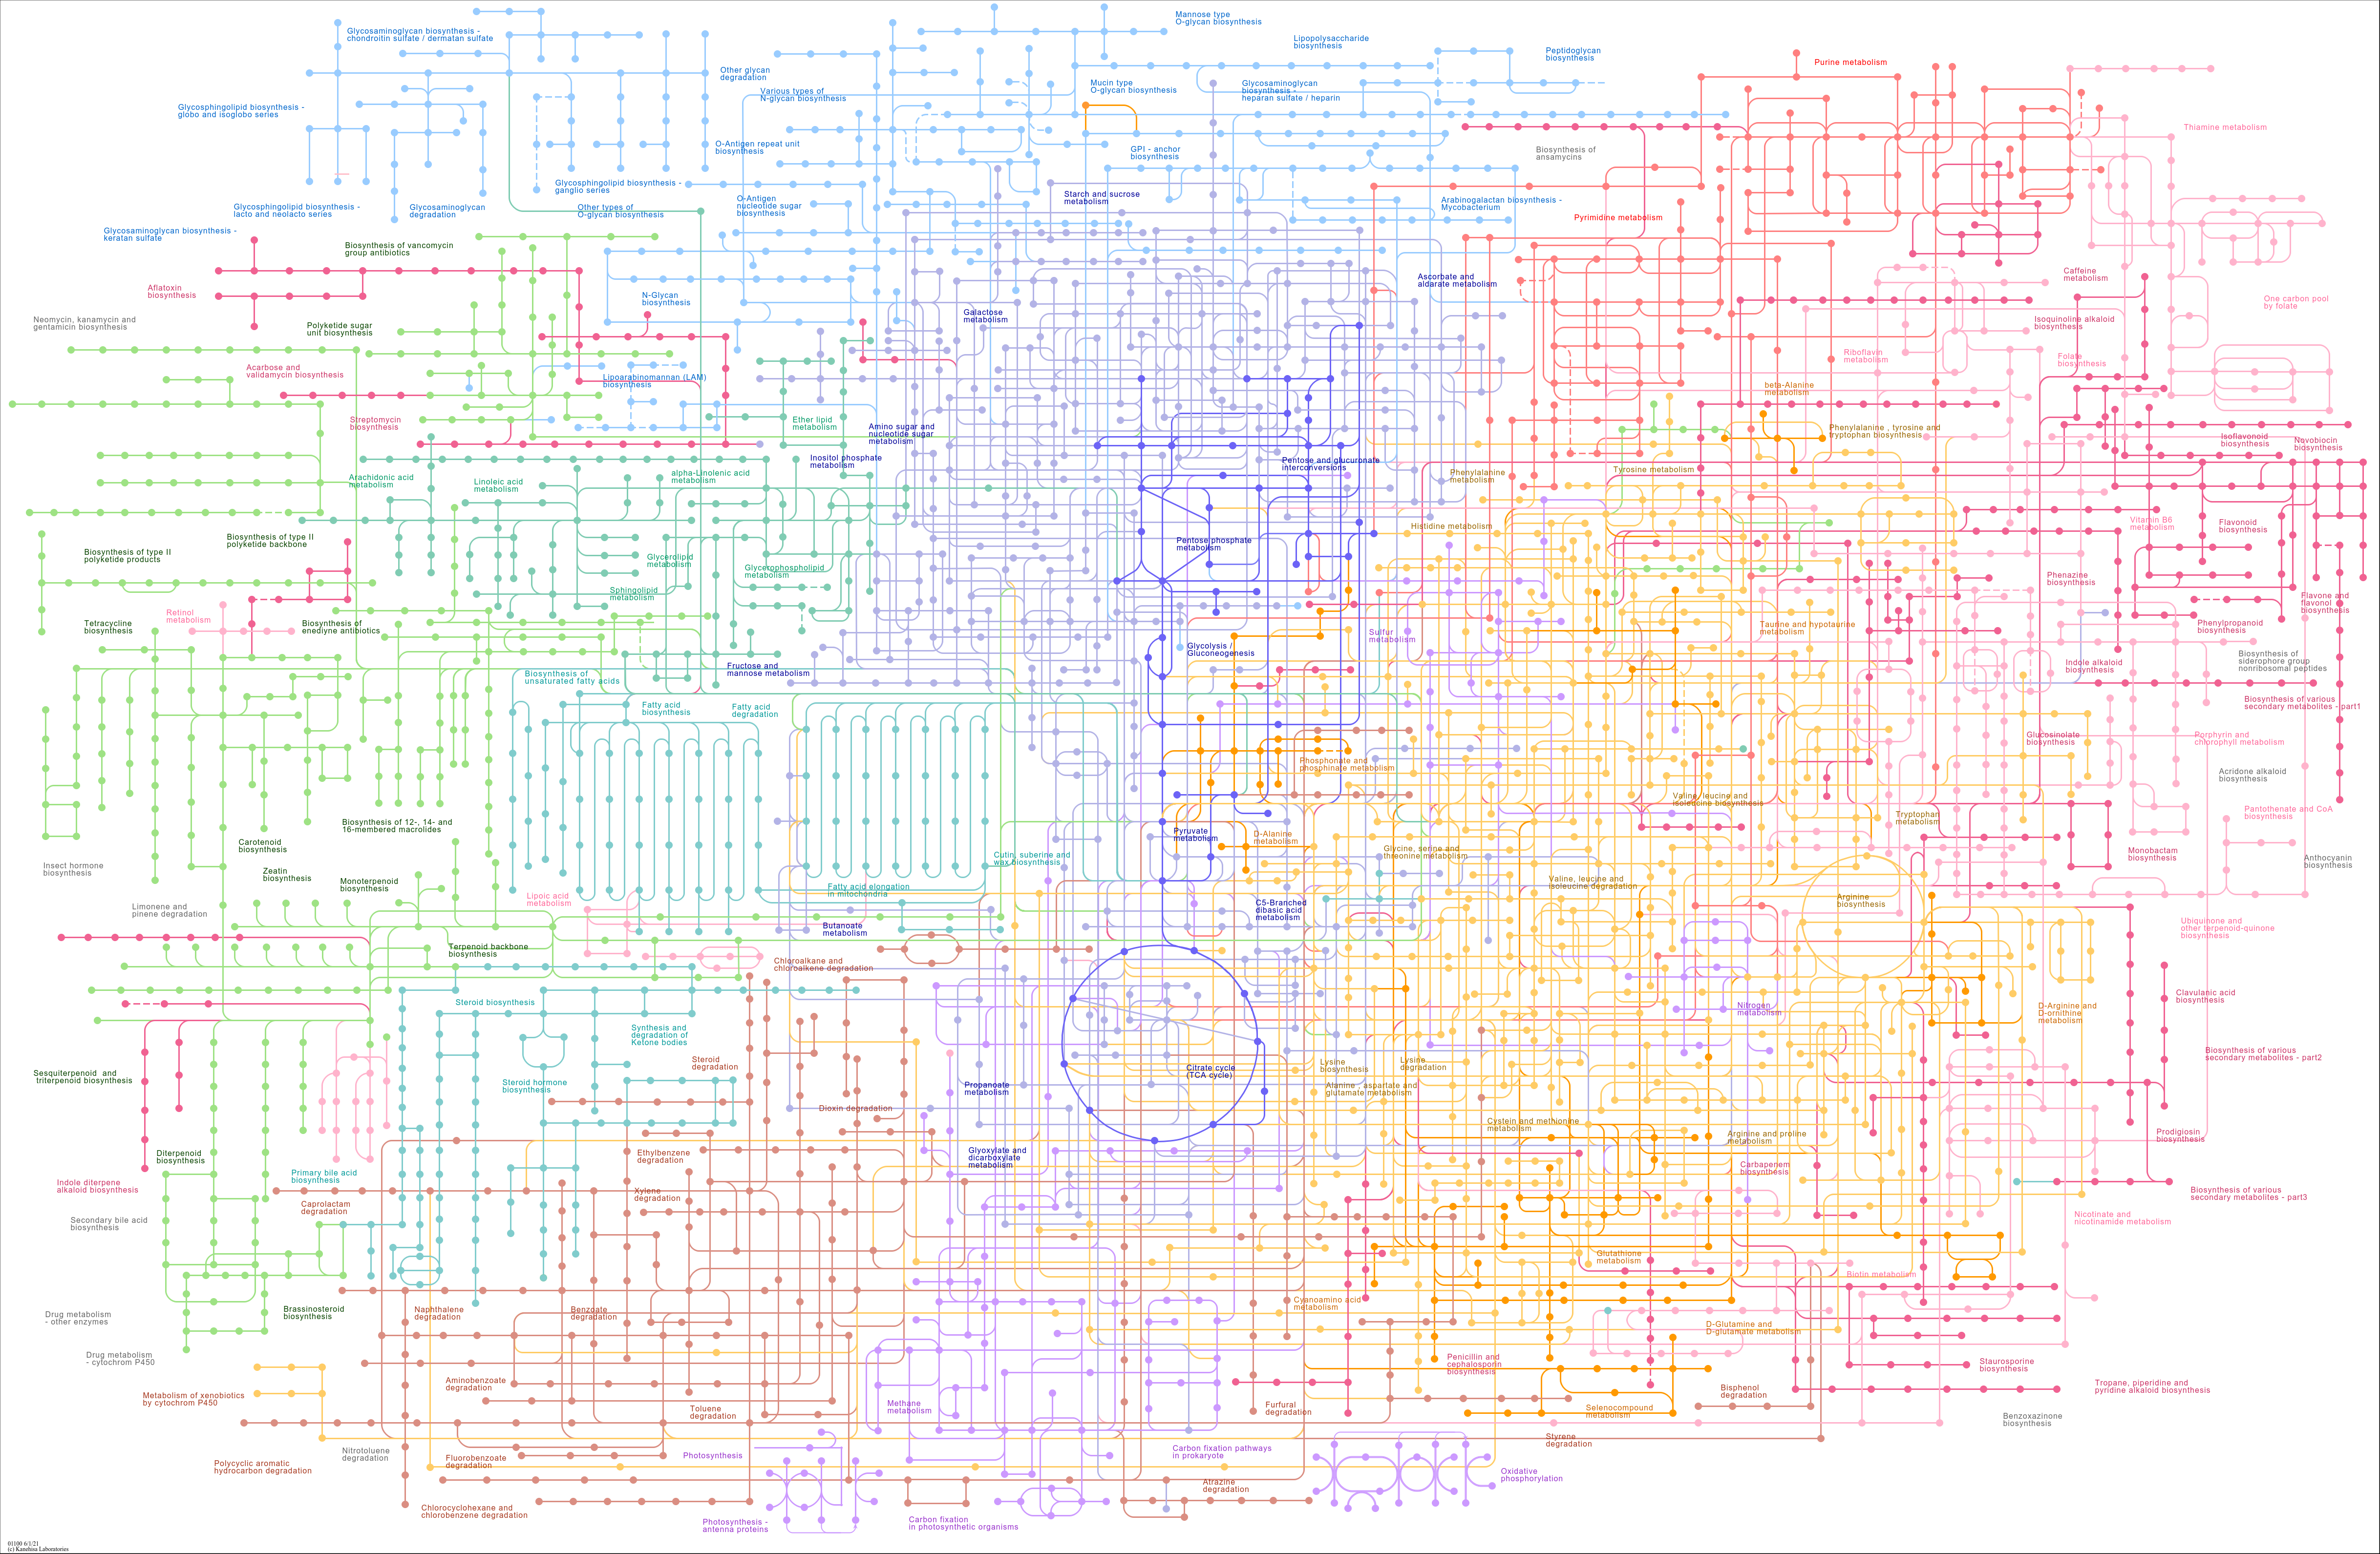 Mannose type
O-glycan biosynthesis
Glycosaminoglycan biosynthesis -
chondroitin sulfate / dermatan sulfate
Lipopolysaccharide
biosynthesis
Peptidoglycan
biosynthesis
Purine metabolism
Other glycan
degradation
Various types of
N-glycan biosynthesis
Mucin type
O-glycan biosynthesis
Glycosaminoglycan
biosynthesis -
heparan sulfate / heparin
Glycosphingolipid biosynthesis -
globo and isoglobo series
Thiamine metabolism
O-Antigen repeat unit
biosynthesis
GPI - anchor
biosynthesis
Biosynthesis of
ansamycins
Glycosphingolipid biosynthesis -
ganglio series
Starch and sucrose
metabolism
O-Antigen
nucleotide sugar
biosynthesis
Arabinogalactan biosynthesis -
Mycobacterium
Glycosphingolipid biosynthesis -
lacto and neolacto series
Glycosaminoglycan
degradation
Other types of
O-glycan biosynthesis
Pyrimidine metabolism
Glycosaminoglycan biosynthesis -
keratan sulfate
Biosynthesis of vancomycin
group antibiotics
Aflatoxin
biosynthesis
N-Glycan
biosynthesis
Ascorbate and
aldarate metabolism
Caffeine
metabolism
One carbon pool
by folate
Neomycin, kanamycin and
gentamicin biosynthesis
Polyketide sugar
unit biosynthesis
Galactose
metabolism
Isoquinoline alkaloid
biosynthesis
Riboflavin
metabolism
Folate
biosynthesis
Acarbose and
validamycin biosynthesis
Lipoarabinomannan (LAM)
biosynthesis
beta-Alanine
metabolism
Streptomycin
biosynthesis
Ether lipid
metabolism
Amino sugar and
nucleotide sugar
metabolism
Phenylalanine , tyrosine and
tryptophan biosynthesis
Isoflavonoid
biosynthesis
Novobiocin
biosynthesis
Inositol phosphate
metabolism
Pentose and glucuronate
interconversions
Arachidonic acid
metabolism
Linoleic acid
metabolism
alpha-Linolenic acid
metabolism
Phenylalanine
metabolism
Tyrosine metabolism
Histidine metabolism
Vitamin B6
metabolism
Flavonoid
biosynthesis
Biosynthesis of type II
polyketide products
Biosynthesis of type II
polyketide backbone
Pentose phosphate
metabolism
Glycerolipid
metabolism
Glycerophospholipid
metabolism
Phenazine
biosynthesis
Sphingolipid
metabolism
Flavone and
flavonol
biosynthesis
Retinol
metabolism
Tetracycline
biosynthesis
Biosynthesis of
enediyne antibiotics
Sulfur
metabolism
Taurine and hypotaurine
metabolism
Phenylpropanoid
biosynthesis
Glycolysis /
Gluconeogenesis
Biosynthesis of
siderophore group
nonribosomal peptides
Fructose and
mannose metabolism
Indole alkaloid
biosynthesis
Biosynthesis of
unsaturated fatty acids
Biosynthesis of various
secondary metabolites - part1
Fatty acid
biosynthesis
Fatty acid
degradation
Glucosinolate
biosynthesis
Porphyrin and
chlorophyll metabolism
Phosphonate and
phosphinate metabolism
Acridone alkaloid
biosynthesis
Valine, leucine and
isoleucine biosynthesis
Pantothenate and CoA
biosynthesis
Biosynthesis of 12-, 14- and
16-membered macrolides
Pyruvate
metabolism
D-Alanine
metabolism
Tryptophan
metabolism
Carotenoid
biosynthesis
Cutin, suberine and
wax biosynthesis
Glycine, serine and
threonine metabolism
Monobactam
biosynthesis
Anthocyanin
biosynthesis
Insect hormone
biosynthesis
Zeatin
biosynthesis
Monoterpenoid
biosynthesis
Fatty acid elongation
in mitochondria
Valine, leucine and
isoleucine degradation
Lipoic acid
metabolism
Arginine
biosynthesis
Limonene and
pinene degradation
C5-Branched
dibasic acid
metabolism
Butanoate
metabolism
Ubiquinone and
other terpenoid-quinone
biosynthesis
Terpenoid backbone
biosynthesis
Chloroalkane and
chloroalkene degradation
Steroid biosynthesis
Nitrogen
metabolism
D-Arginine and
D-ornithine
metabolism
Clavulanic acid
biosynthesis
Synthesis and
degradation of
Ketone bodies
Steroid
degradation
Biosynthesis of various
secondary metabolites - part2
Sesquiterpenoid and
triterpenoid biosynthesis
Steroid hormone
biosynthesis
Propanoate
metabolism
Citrate cycle
(TCA cycle)
Lysine
biosynthesis
Lysine
degradation
Alanine , aspartate and
glutamate metabolism
Dioxin degradation
Cystein and methionine
metabolism
Arginine and proline
metabolism
Prodigiosin
biosynthesis
Diterpenoid
biosynthesis
Ethylbenzene
degradation
Glyoxylate and
dicarboxylate
metabolism
Carbapenem
biosynthesis
Primary bile acid
biosynthesis
Indole diterpene
alkaloid biosynthesis
Xylene
degradation
Biosynthesis of various
secondary metabolites - part3
Caprolactam
degradation
Secondary bile acid
biosynthesis
Nicotinate and
nicotinamide metabolism
Glutathione
metabolism
Biotin metabolism
Cyanoamino acid
metabolism
Drug metabolism
- other enzymes
Brassinosteroid
biosynthesis
Naphthalene
degradation
Benzoate
degradation
D-Glutamine and
D-glutamate metabolism
Drug metabolism
- cytochrom P450
Penicillin and
cephalosporin
biosynthesis
Staurosporine
biosynthesis
Aminobenzoate
degradation
Bisphenol
degradation
Tropane, piperidine and
pyridine alkaloid biosynthesis
Metabolism of xenobiotics
by cytochrom P450
Toluene
degradation
Methane
metabolism
Furfural
degradation
Selenocompound
metabolism
Benzoxazinone
biosynthesis
Styrene
degradation
Nitrotoluene
degradation
Photosynthesis
Carbon fixation pathways
in prokaryote
Fluorobenzoate
degradation
Polycyclic aromatic
hydrocarbon degradation
Oxidative
phosphorylation
Atrazine
degradation
Chlorocyclohexane and
chlorobenzene degradation
Photosynthesis -
antenna proteins
Carbon fixation
in photosynthetic organisms
01100 6/1/21
(c) Kanehisa Laboratories